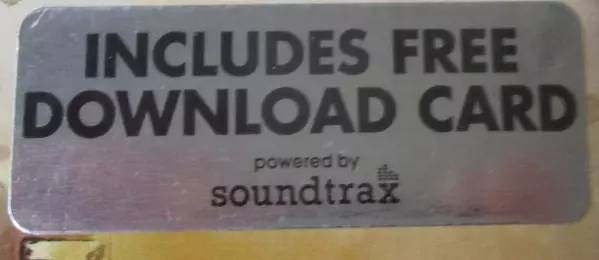 INCLUDES FREE
DOWNLOAD CARD
powered by
soundtrax